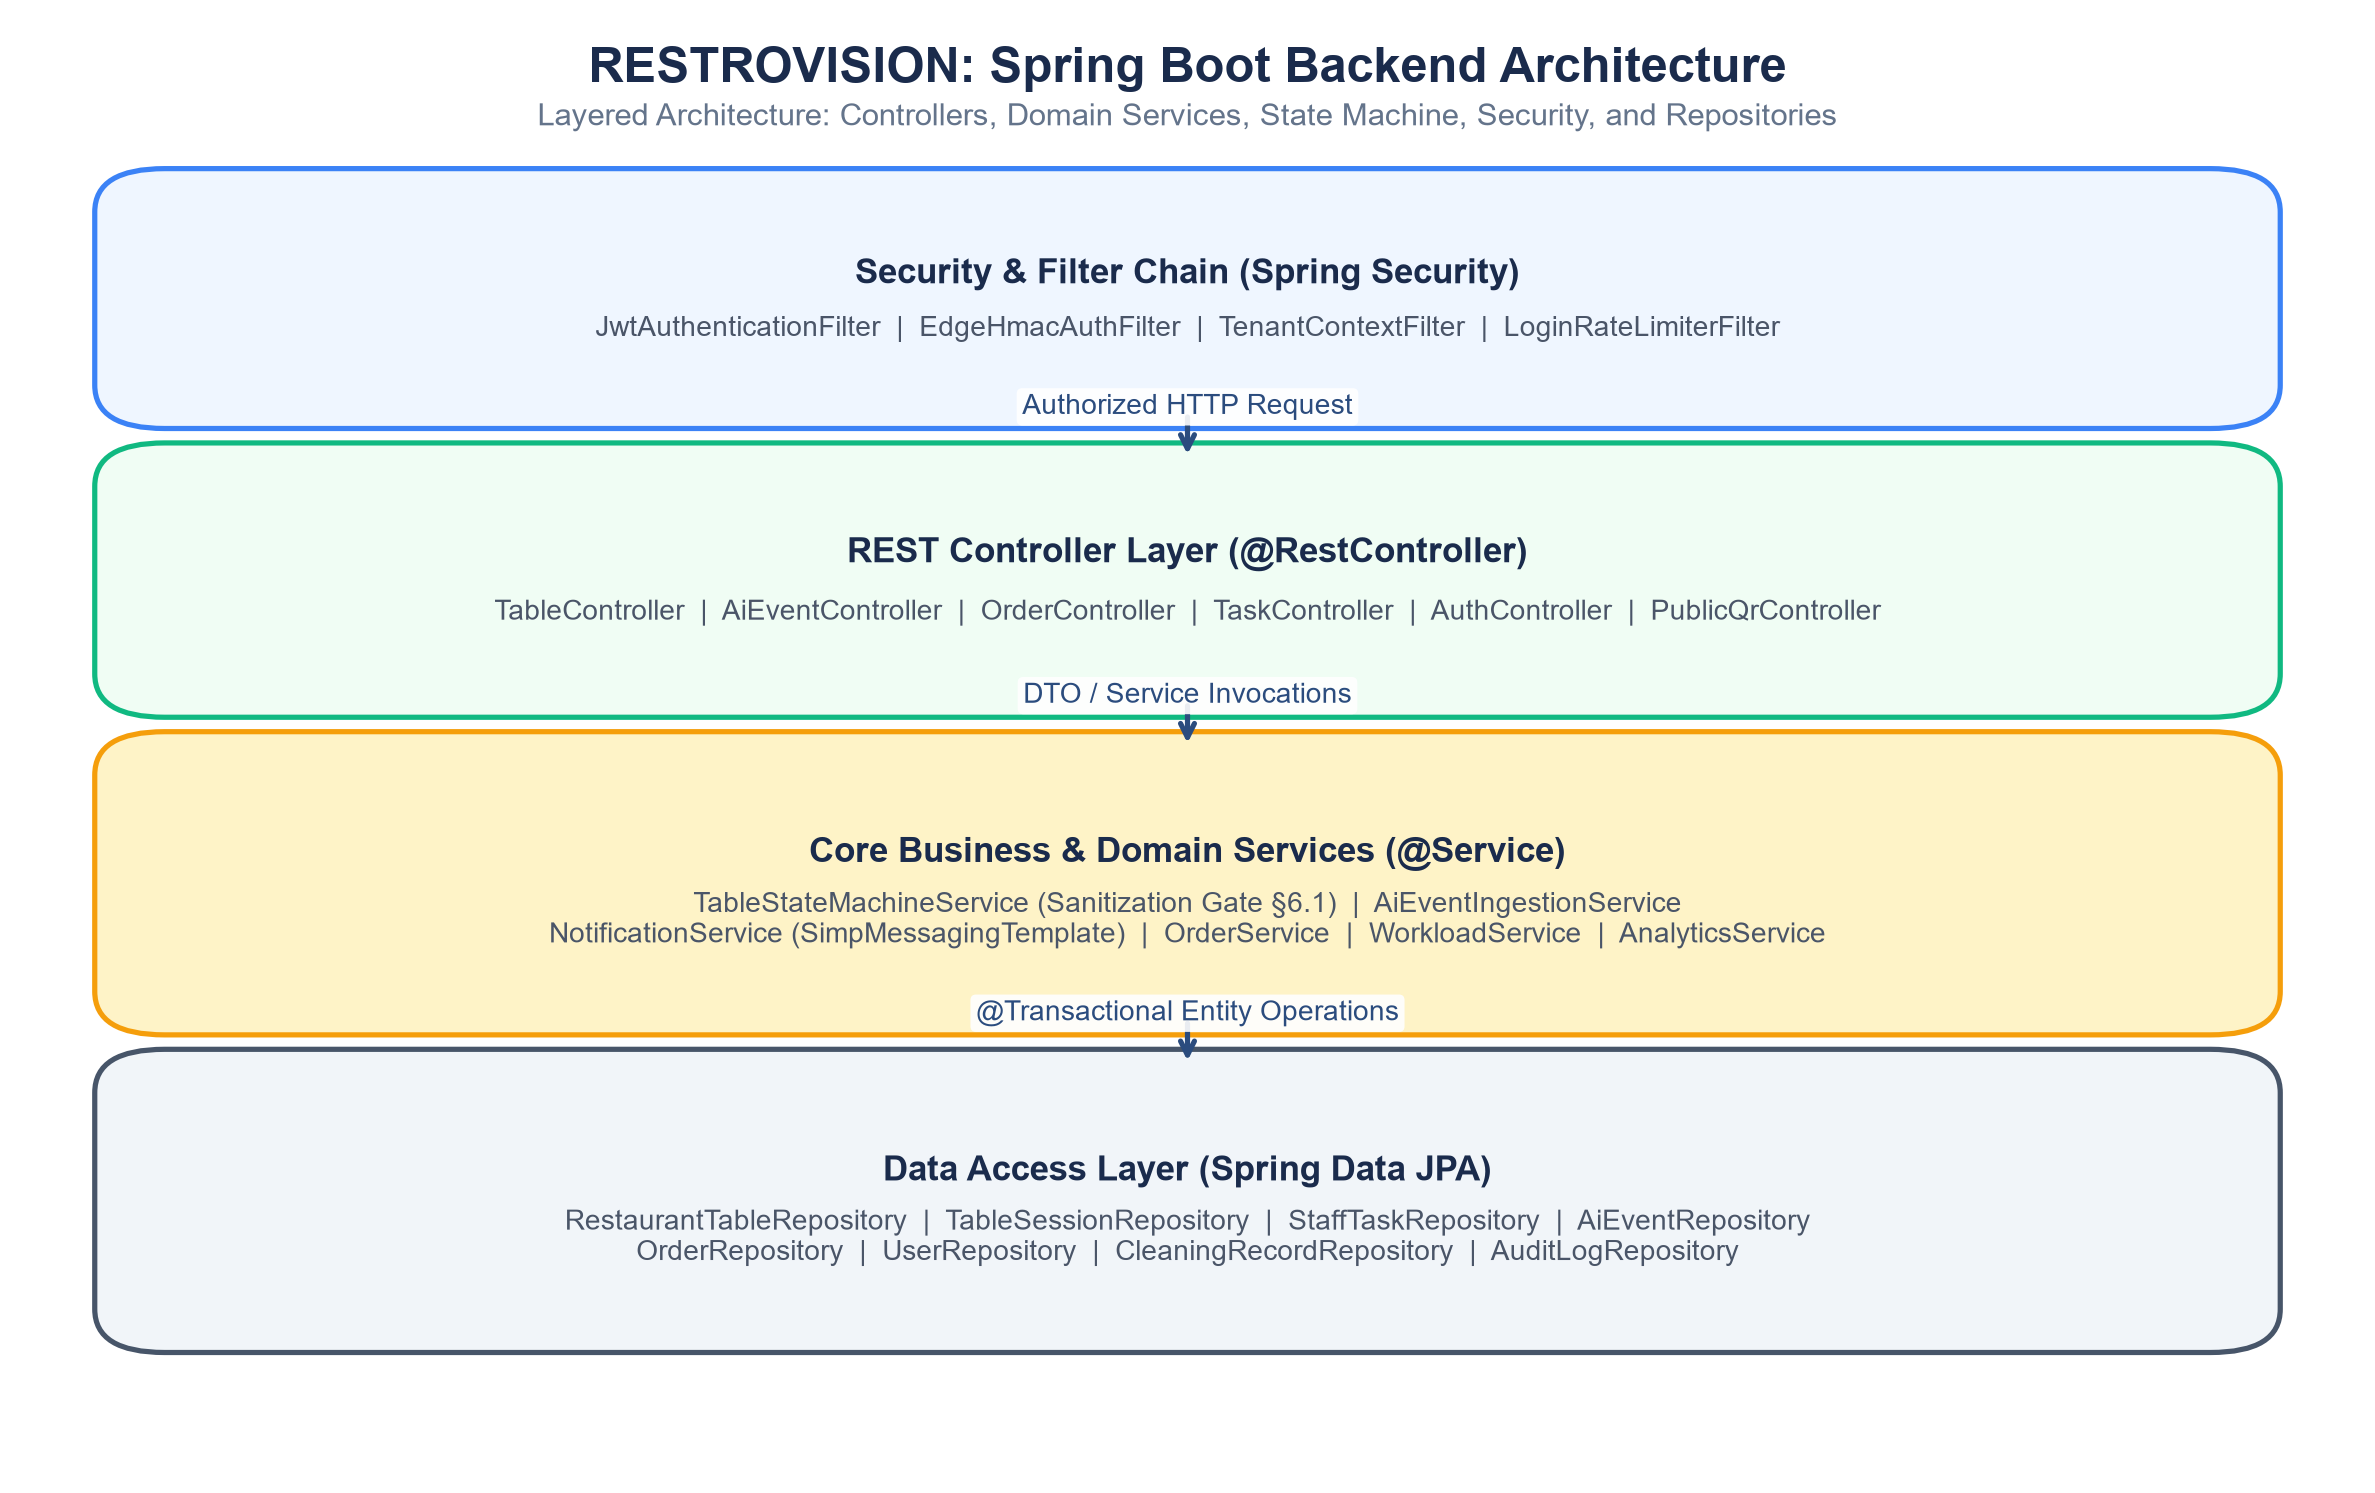 RESTROVISION: Spring Boot Backend Architecture
Layered Architecture: Controllers, Domain Services, State Machine, Security, and Repositories
Security & Filter Chain (Spring Security)
JwtAuthenticationFilter | EdgeHmacAuthFilter | TenantContextFilter | LoginRateLimiterFilter
Authorized HTTP Request
REST Controller Layer (@RestController)
TableController | AiEventController | OrderController | TaskController | AuthController | PublicQrController
DTO / Service Invocations
Core Business & Domain Services (@Service)
TableStateMachineService (Sanitization Gate §6.1) | AiEventIngestionService
NotificationService (SimpMessagingTemplate) | OrderService | WorkloadService | AnalyticsService
@Transactional Entity Operations
Data Access Layer (Spring Data JPA)
RestaurantTableRepository | TableSessionRepository | StaffTaskRepository | AiEventRepository
OrderRepository | UserRepository | CleaningRecordRepository | AuditLogRepository